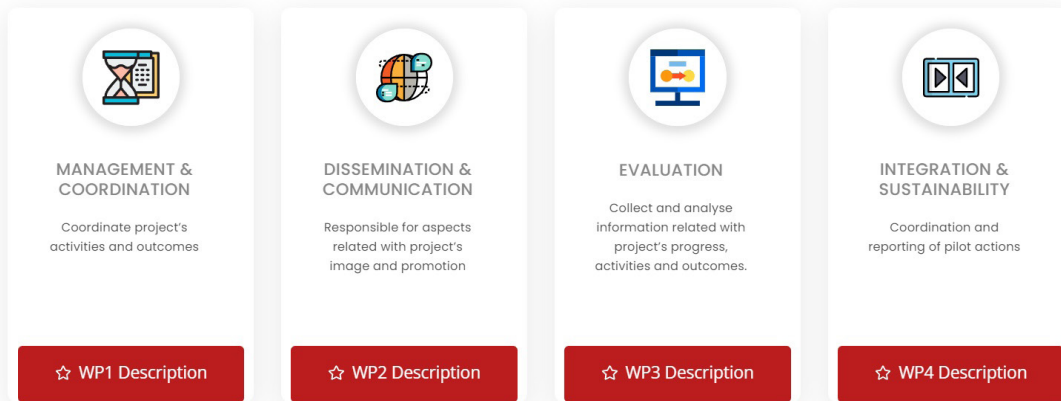 MANAGEMENT &
COORDINATION
Coordinate project's
activities and outcomes
WP1 Description
DISSEMINATION &
COMMUNICATION
Responsible for aspects
related with project's
image and promotion
WP2 Description
EVALUATION
Collect and analyse
information related with
project's progress,
activities and outcomes.
WP3 Description
INTEGRATION &
SUSTAINABILITY
Coordination and
reporting of pilot actions
WP4 Description